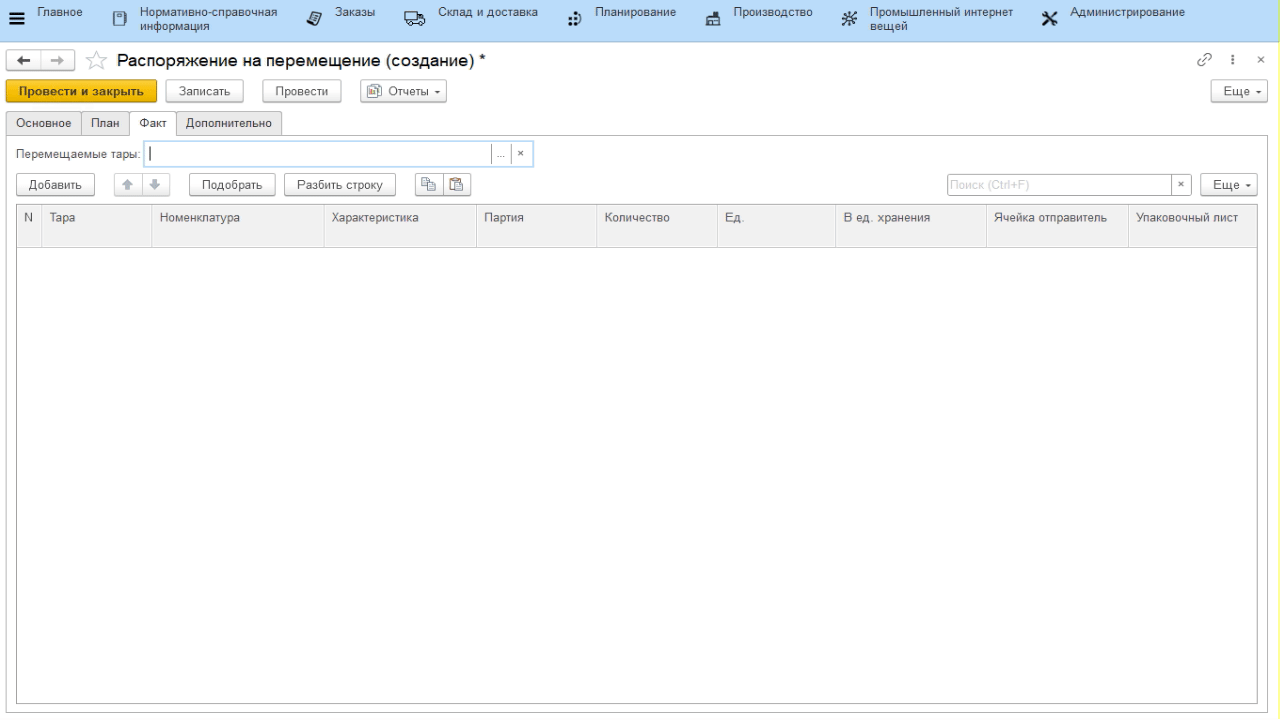 Главное
Нормативно-справочная
информация
Заказы
Склад и доставка
Планирование
Производство
Промышленный интернет
вещей
Администрирование
Распоряжение на перемещение (создание) *
Провести и закрыть
Записать
Провести
Отчеты
Еще
Основное
План
Факт
Дополнительно
Перемещаемые тары:
Добавить
Подобрать
Разбить строку
Поиск (Ctrl+F)
Еще
N
Тара
Номенклатура
Характеристика
Партия
Количество
Ед.
В ед. хранения
Ячейка отправитель
Упаковочный лист